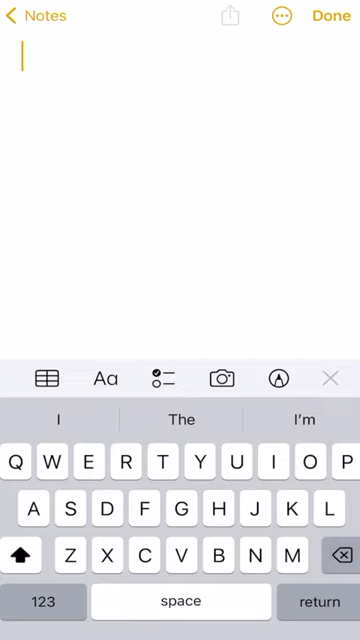 Notes Done
Aa
I The I'm
Q W E R T Y U I O P
A S D F G H J K L
Z X C V B N M
123 space return